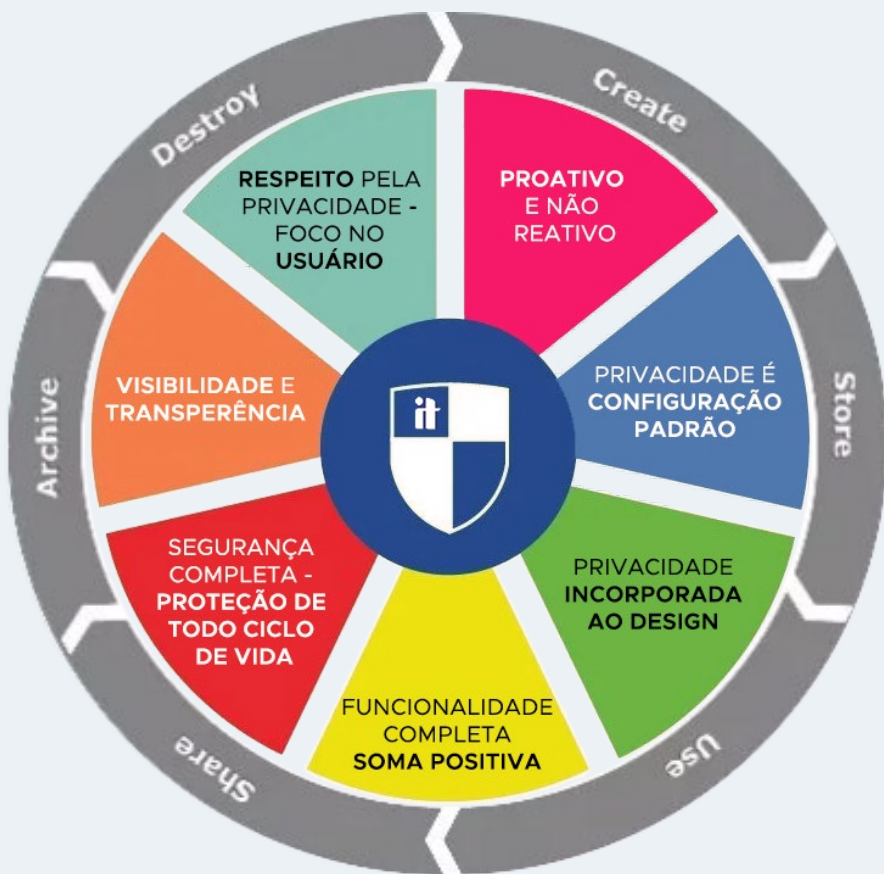 Create
Store
Use
Share
Archive
Destroy
PROATIVO
E NÃO
REATIVO
PRIVACIDADE É
CONFIGURAÇÃO
PADRÃO
PRIVACIDADE
INCORPORADA
AO DESIGN
FUNCIONALIDADE
COMPLETA
SOMA POSITIVA
SEGURANÇA
COMPLETA -
PROTEÇÃO DE
TODO CICLO
DE VIDA
VISIBILIDADE E
TRANSPERÊNCIA
RESPEITO PELA
PRIVACIDADE -
FOCO NO
USUÁRIO
it